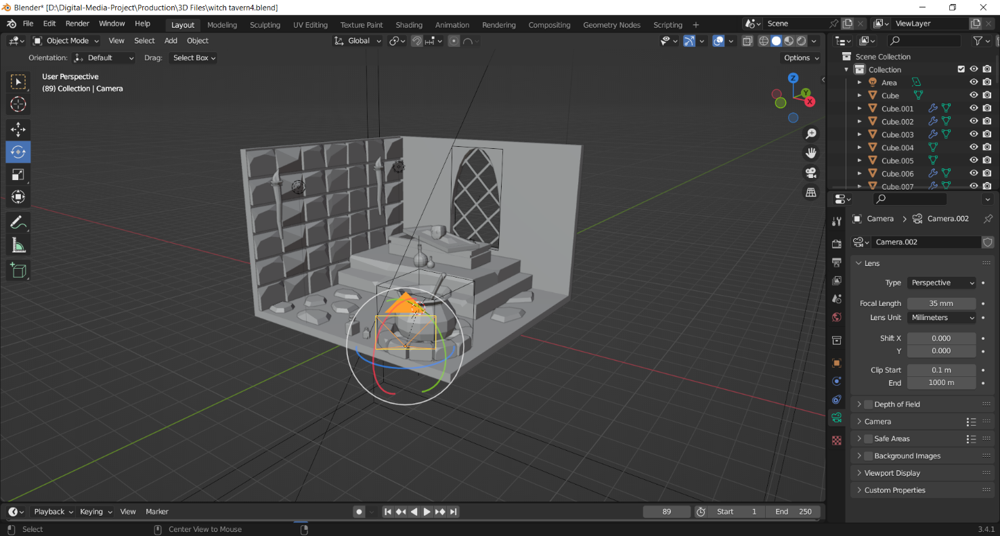 Blender* [D:\Digital-Media-Project\Production\3D Files\witch tavern4.blend]
File Edit Render Window Help
Layout Modeling Sculpting UV Editing Texture Paint Shading Animation Rendering Compositing Geometry Nodes Scripting +
Scene
ViewLayer
Object Mode View Select Add Object
Global
Orientation: Default Drag: Select Box
Options
User Perspective
(89) Collection | Camera
Z
Y
X
Scene Collection
Collection
Area
Cube
Cube.001
Cube.002
Cube.003
Cube.004
Cube.005
Cube.006
Cube.007
Camera > Camera.002
Camera.002
Lens
Type Perspective
Focal Length 35 mm
Lens Unit Millimeters
Shift X 0.000
Y 0.000
Clip Start 0.1 m
End 1000 m
Depth of Field
Camera
Safe Areas
Background Images
Viewport Display
Custom Properties
Playback Keying View Marker
89
Start 1
End 250
Select
Center View to Mouse
3.4.1